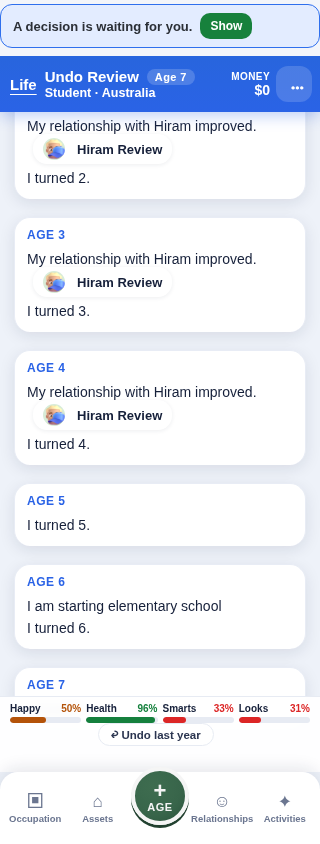 A decision is waiting for you. Show
Life Undo Review Age 7 MONEY
Student · Australia $0
My relationship with Hiram improved.
Hiram Review
I turned 2.
AGE 3
My relationship with Hiram improved.
Hiram Review
I turned 3.
AGE 4
My relationship with Hiram improved.
Hiram Review
I turned 4.
AGE 5
I turned 5.
AGE 6
I am starting elementary school
I turned 6.
AGE 7
Happy 50% Health 96% Smarts 33% Looks 31%
Undo last year
+
AGE
Occupation Assets Relationships Activities